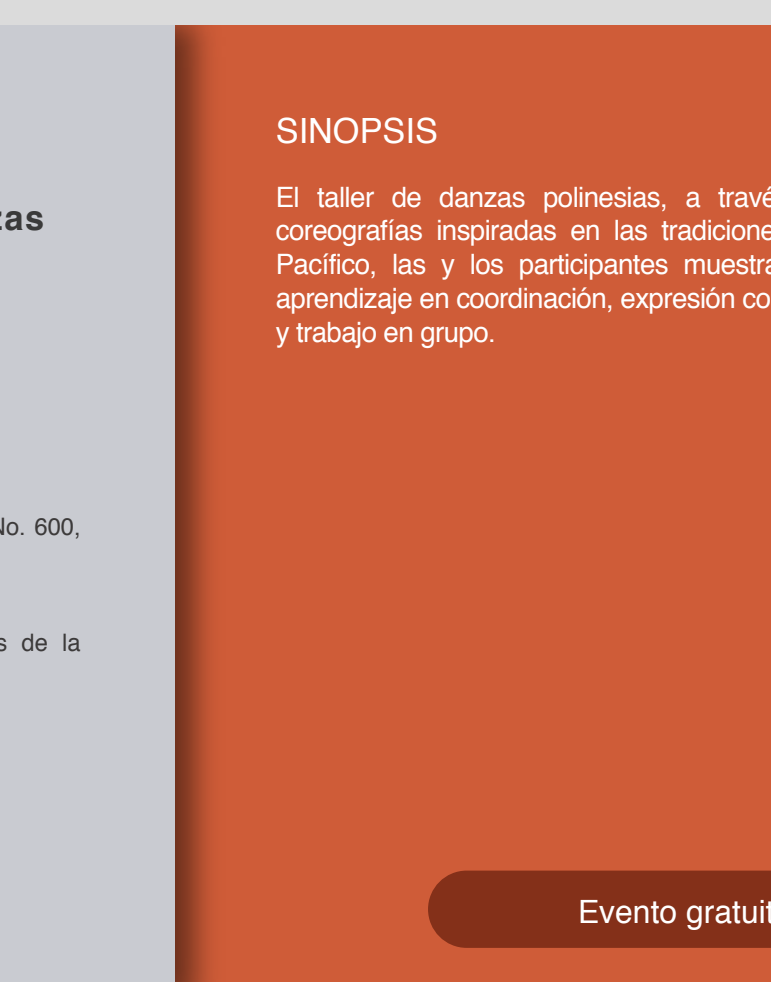 zas
No. 600,
s de la
SINOPSIS
El taller de danzas polinesias, a travé
coreografías inspiradas en las tradicione
Pacífico, las y los participantes muestra
aprendizaje en coordinación, expresión co
y trabajo en grupo.
Evento gratuit